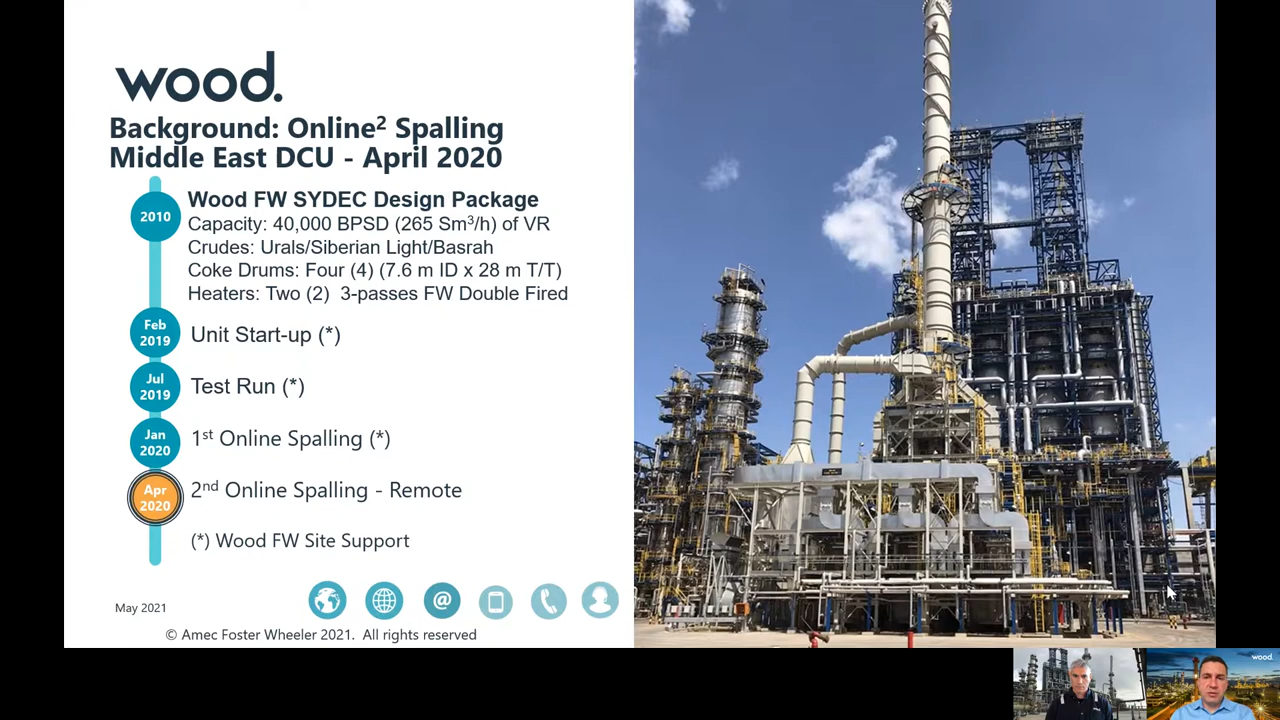 wood.
Background: Online² Spalling
Middle East DCU - April 2020
2010
Wood FW SYDEC Design Package
Capacity: 40,000 BPSD (265 Sm³/h) of VR
Crudes: Urals/Siberian Light/Basrah
Coke Drums: Four (4) (7.6 m ID x 28 m T/T)
Heaters: Two (2) 3-passes FW Double Fired
Feb
2019
Unit Start-up (*)
Jul
2019
Test Run (*)
Jan
2020
1st Online Spalling (*)
Apr
2020
2nd Online Spalling - Remote
(*) Wood FW Site Support
@
May 2021
© Amec Foster Wheeler 2021. All rights reserved
wood.